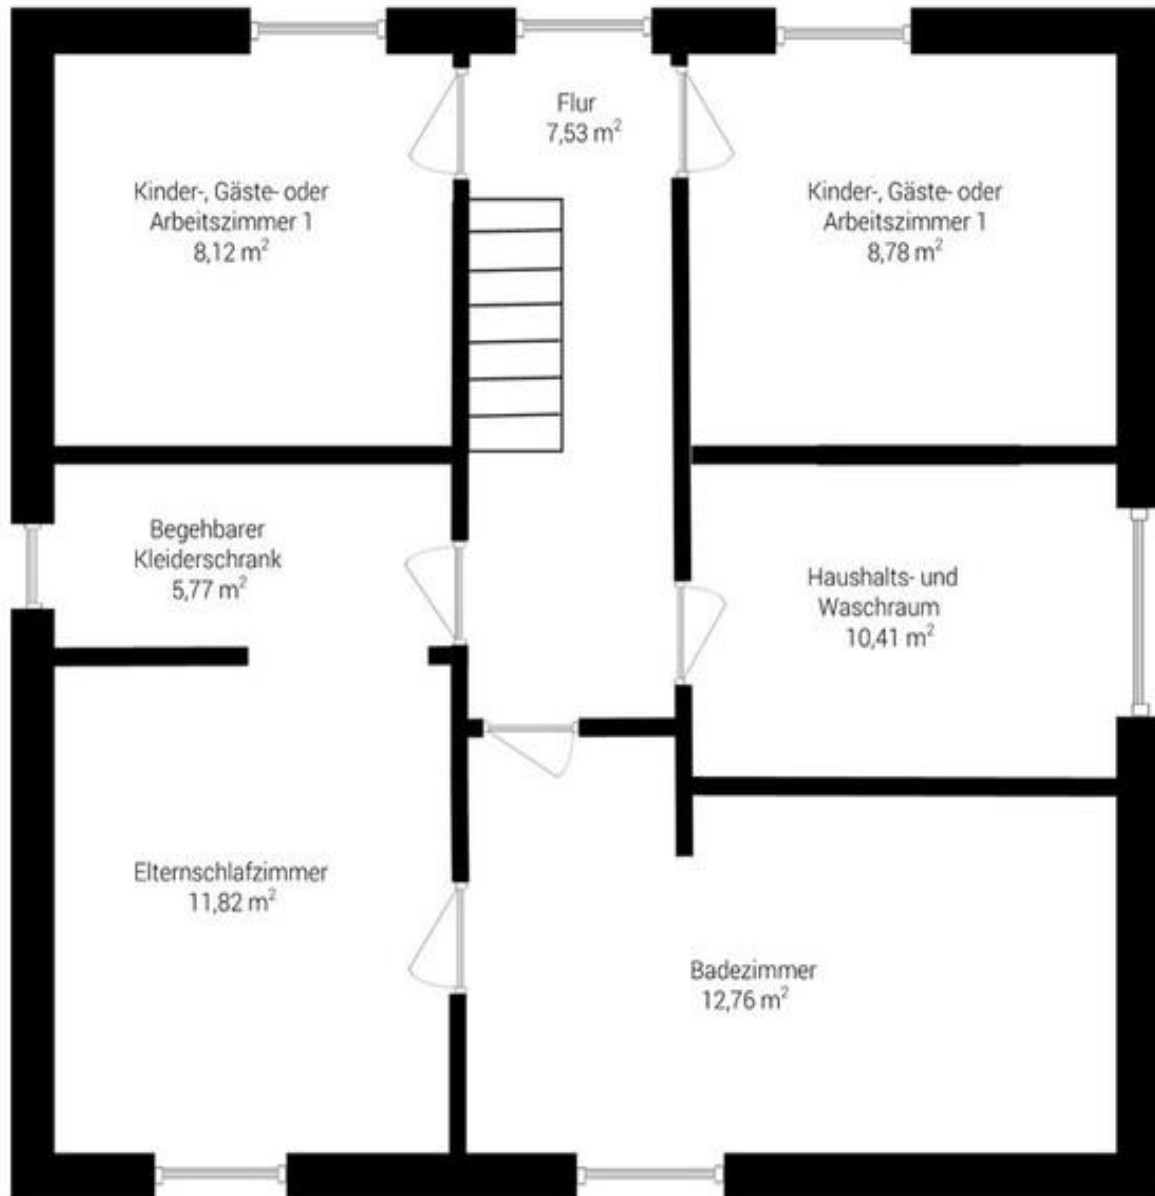 Flur
7,53 m²
Kinder-, Gäste- oder
Arbeitszimmer 1
8,12 m²
Kinder-, Gäste- oder
Arbeitszimmer 1
8,78 m²
Begehbarer
Kleiderschrank
5,77 m²
Haushalts- und
Waschraum
10,41 m²
Elternschlafzimmer
11,82 m²
Badezimmer
12,76 m²